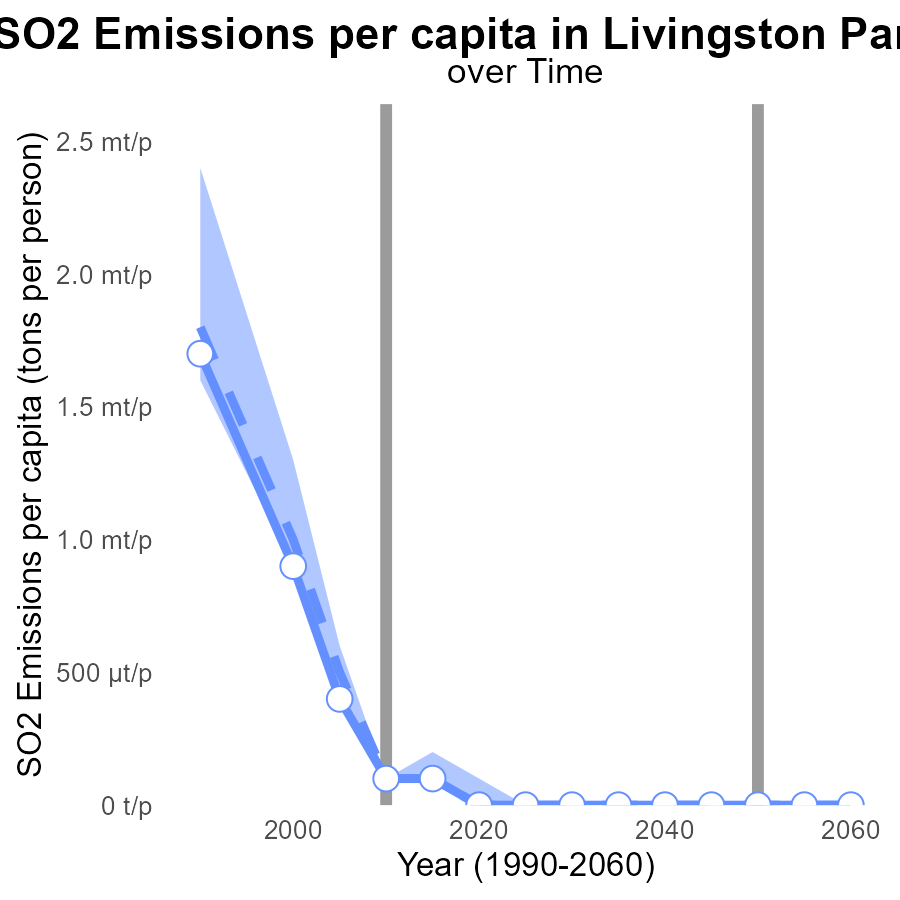 SO2 Emissions per capita in Livingston Par
over Time
SO2 Emissions per capita (tons per person)
2.5 mt/p
2.0 mt/p
1.5 mt/p
1.0 mt/p
500 µt/p
0 t/p
2000 2020 2040 2060
Year (1990-2060)